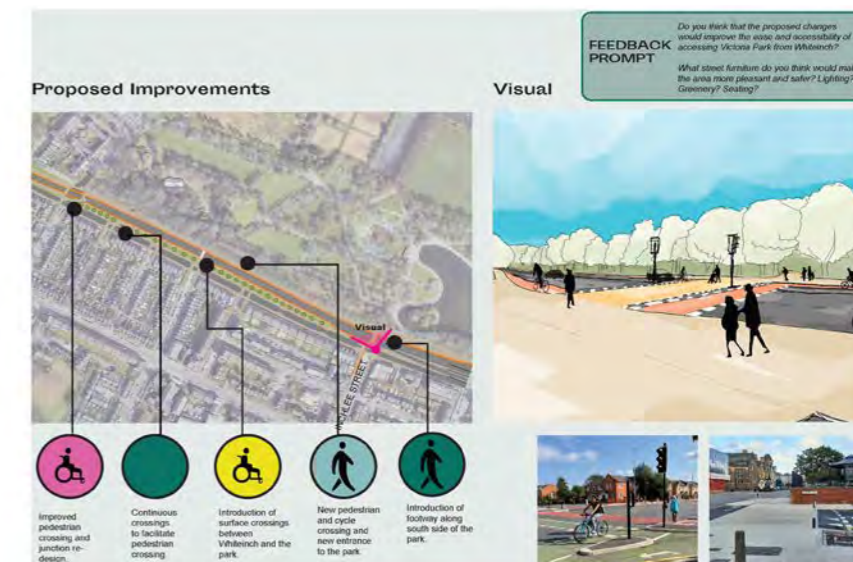 FEEDBACK
PROMPT
Do you think that the proposed changes
would improve the ease and accessibility of
accessing Victoria Park from Whiteinch?
What street furniture do you think would mak
the area more pleasant and safer? Lighting?
Greenery? Seating?
Proposed Improvements
Visual
Visual
INCHLEE STREET
Improved
pedestrian
crossing and
junction re-
design.
Continuous
crossings
to facilitate
pedestrian
crossing
Introduction of
surface crossings
between
Whiteinch and the
park.
New pedestrian
and cycle
crossing and
new entrance
to the park.
Introduction of
footway along
south side of the
park.